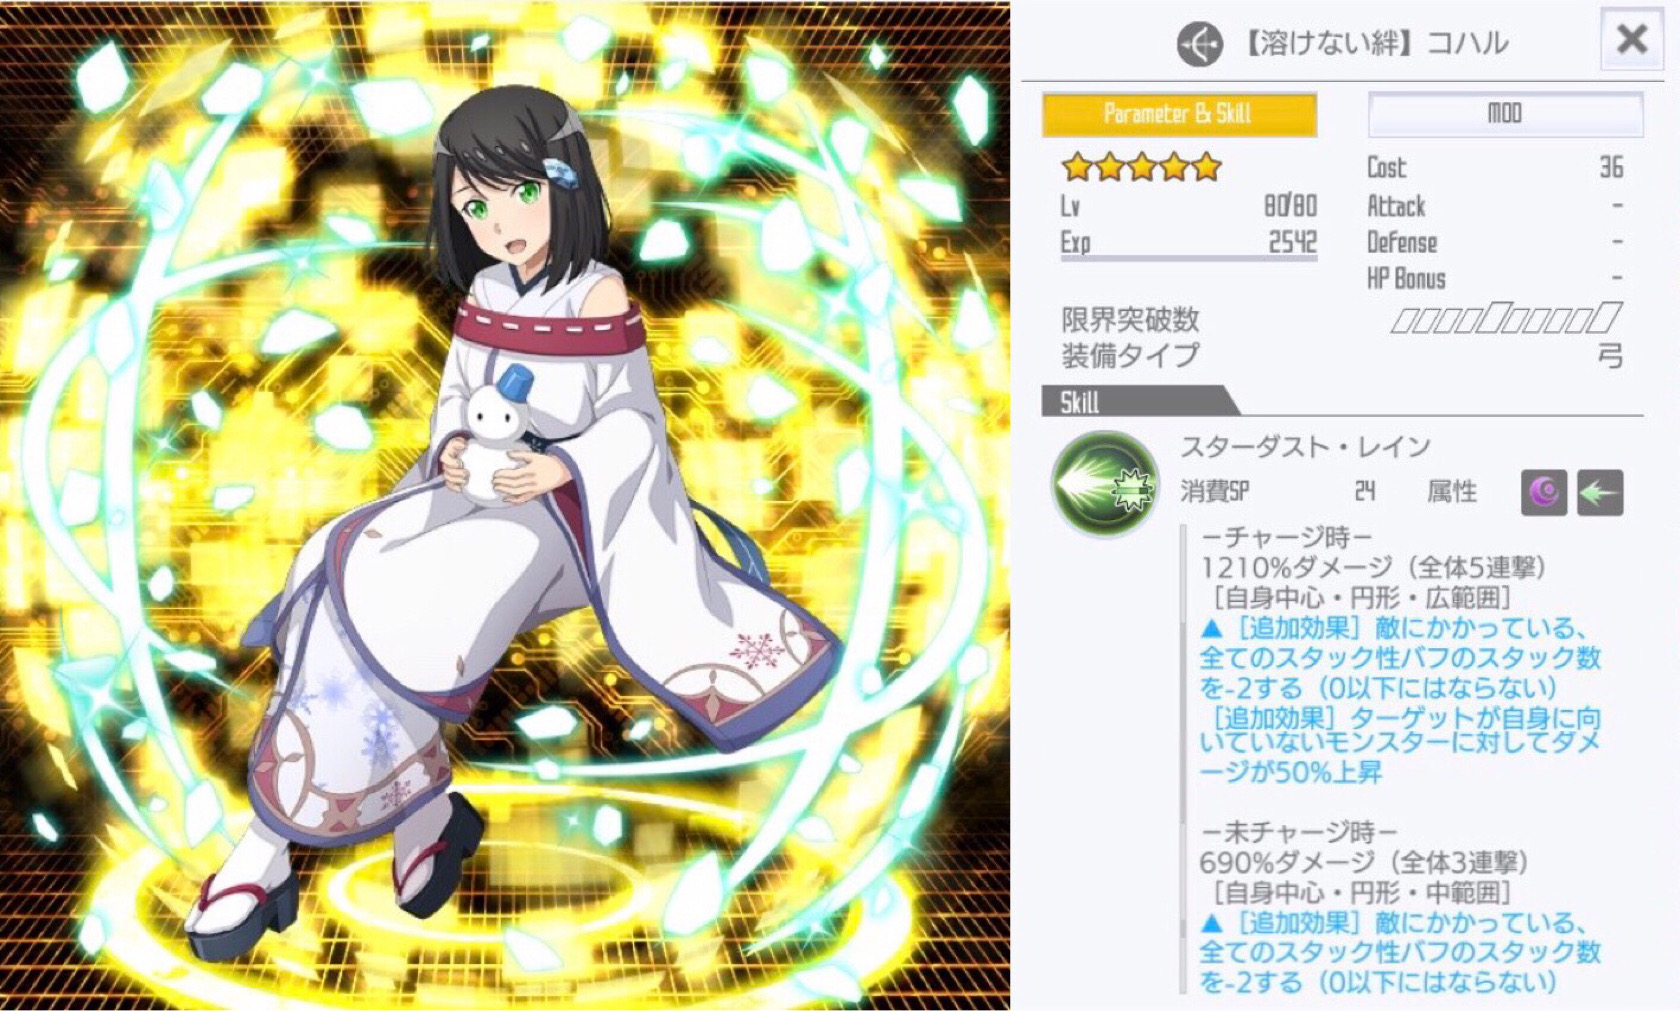 【溶けない絆】コハル
Parameter & Skill
MOD
Lv 80/80
Exp 2542
Cost 36
Attack -
Defense -
HP Bonus -
限界突破数
装備タイプ 弓
Skill
スターダスト・レイン
消費SP 24 属性
－チャージ時－
1210%ダメージ（全体5連撃）
［自身中心・円形・広範囲］
▲［追加効果］敵にかかっている、
全てのスタック性バフのスタック数
を-2する（0以下にはならない）
［追加効果］ターゲットが自身に向
いていないモンスターに対してダメ
ージが50%上昇
－未チャージ時－
690%ダメージ（全体3連撃）
［自身中心・円形・中範囲］
▲［追加効果］敵にかかっている、
全てのスタック性バフのスタック数
を-2する（0以下にはならない）